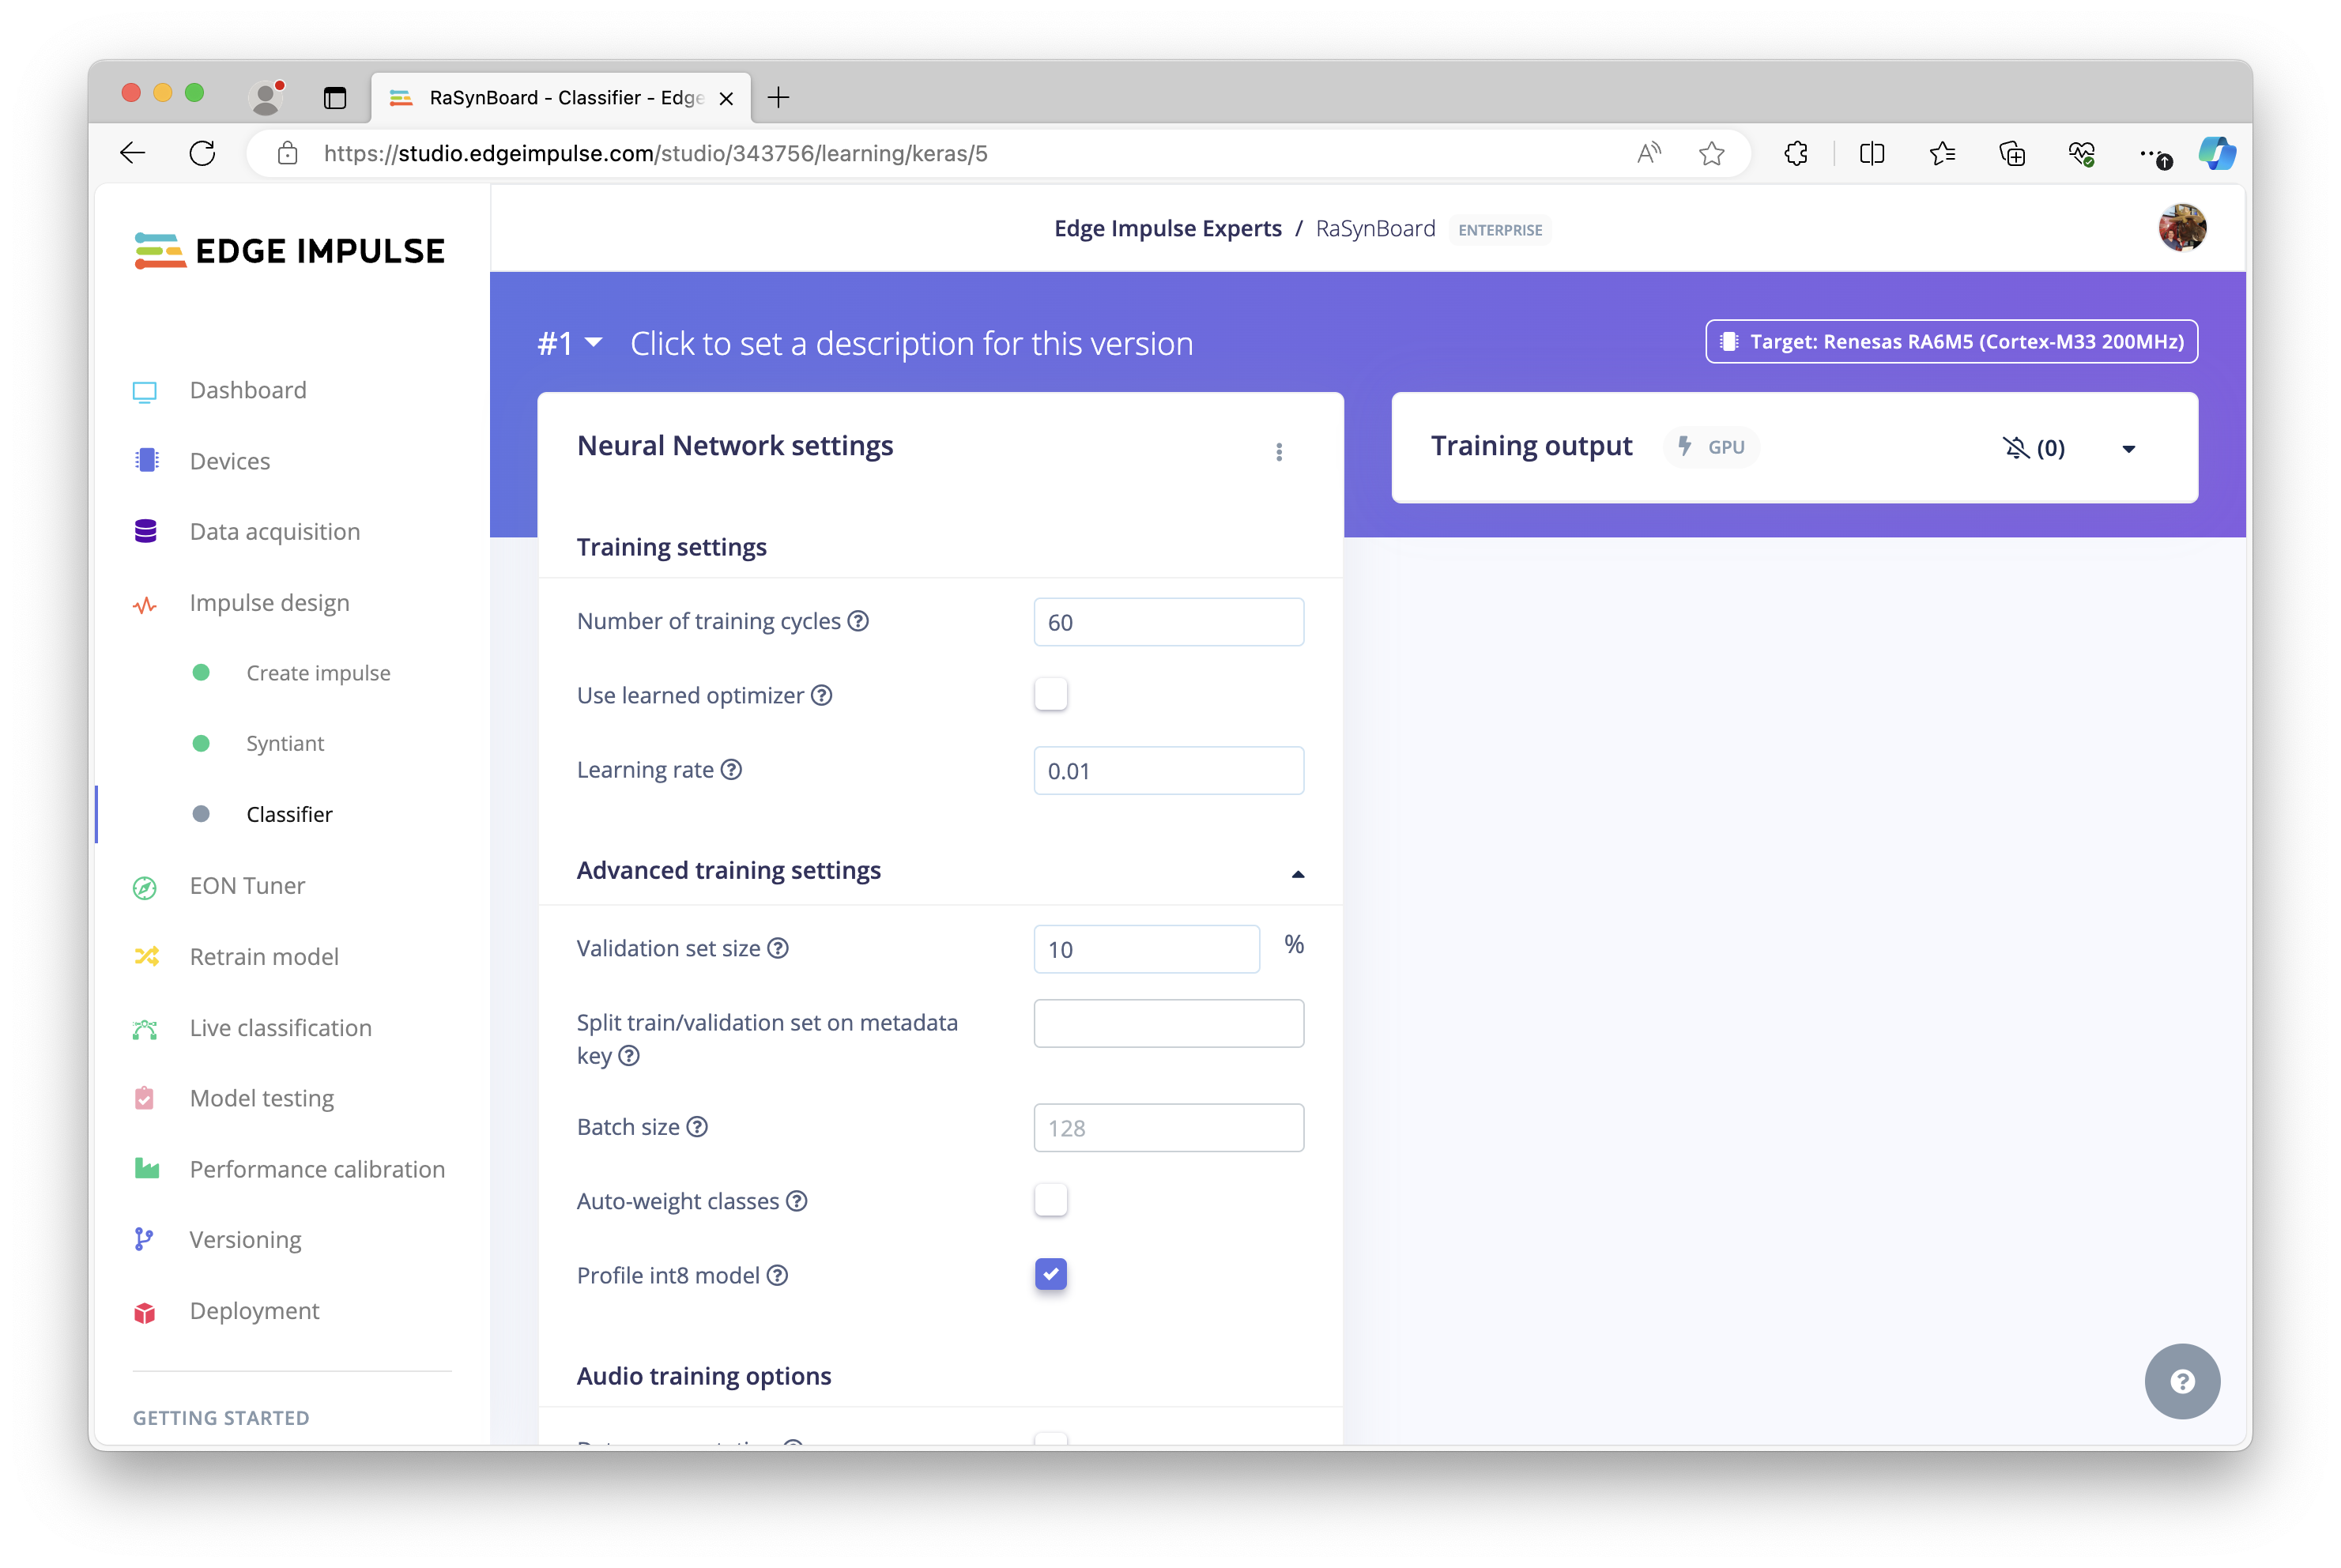 RaSynBoard - Classifier - Edge
https://studio.edgeimpulse.com/studio/343756/learning/keras/5
EDGE IMPULSE
Edge Impulse Experts / RaSynBoard ENTERPRISE
#1 Click to set a description for this version
Target: Renesas RA6M5 (Cortex-M33 200MHz)
Dashboard
Devices
Data acquisition
Impulse design
Create impulse
Syntiant
Classifier
EON Tuner
Retrain model
Live classification
Model testing
Performance calibration
Versioning
Deployment
GETTING STARTED
Neural Network settings
Training settings
Number of training cycles ? 60
Use learned optimizer ?
Learning rate ? 0.01
Advanced training settings
Validation set size ? 10 %
Split train/validation set on metadata
key ?
Batch size ? 128
Auto-weight classes ?
Profile int8 model ?
Audio training options
Training output GPU (0)
?